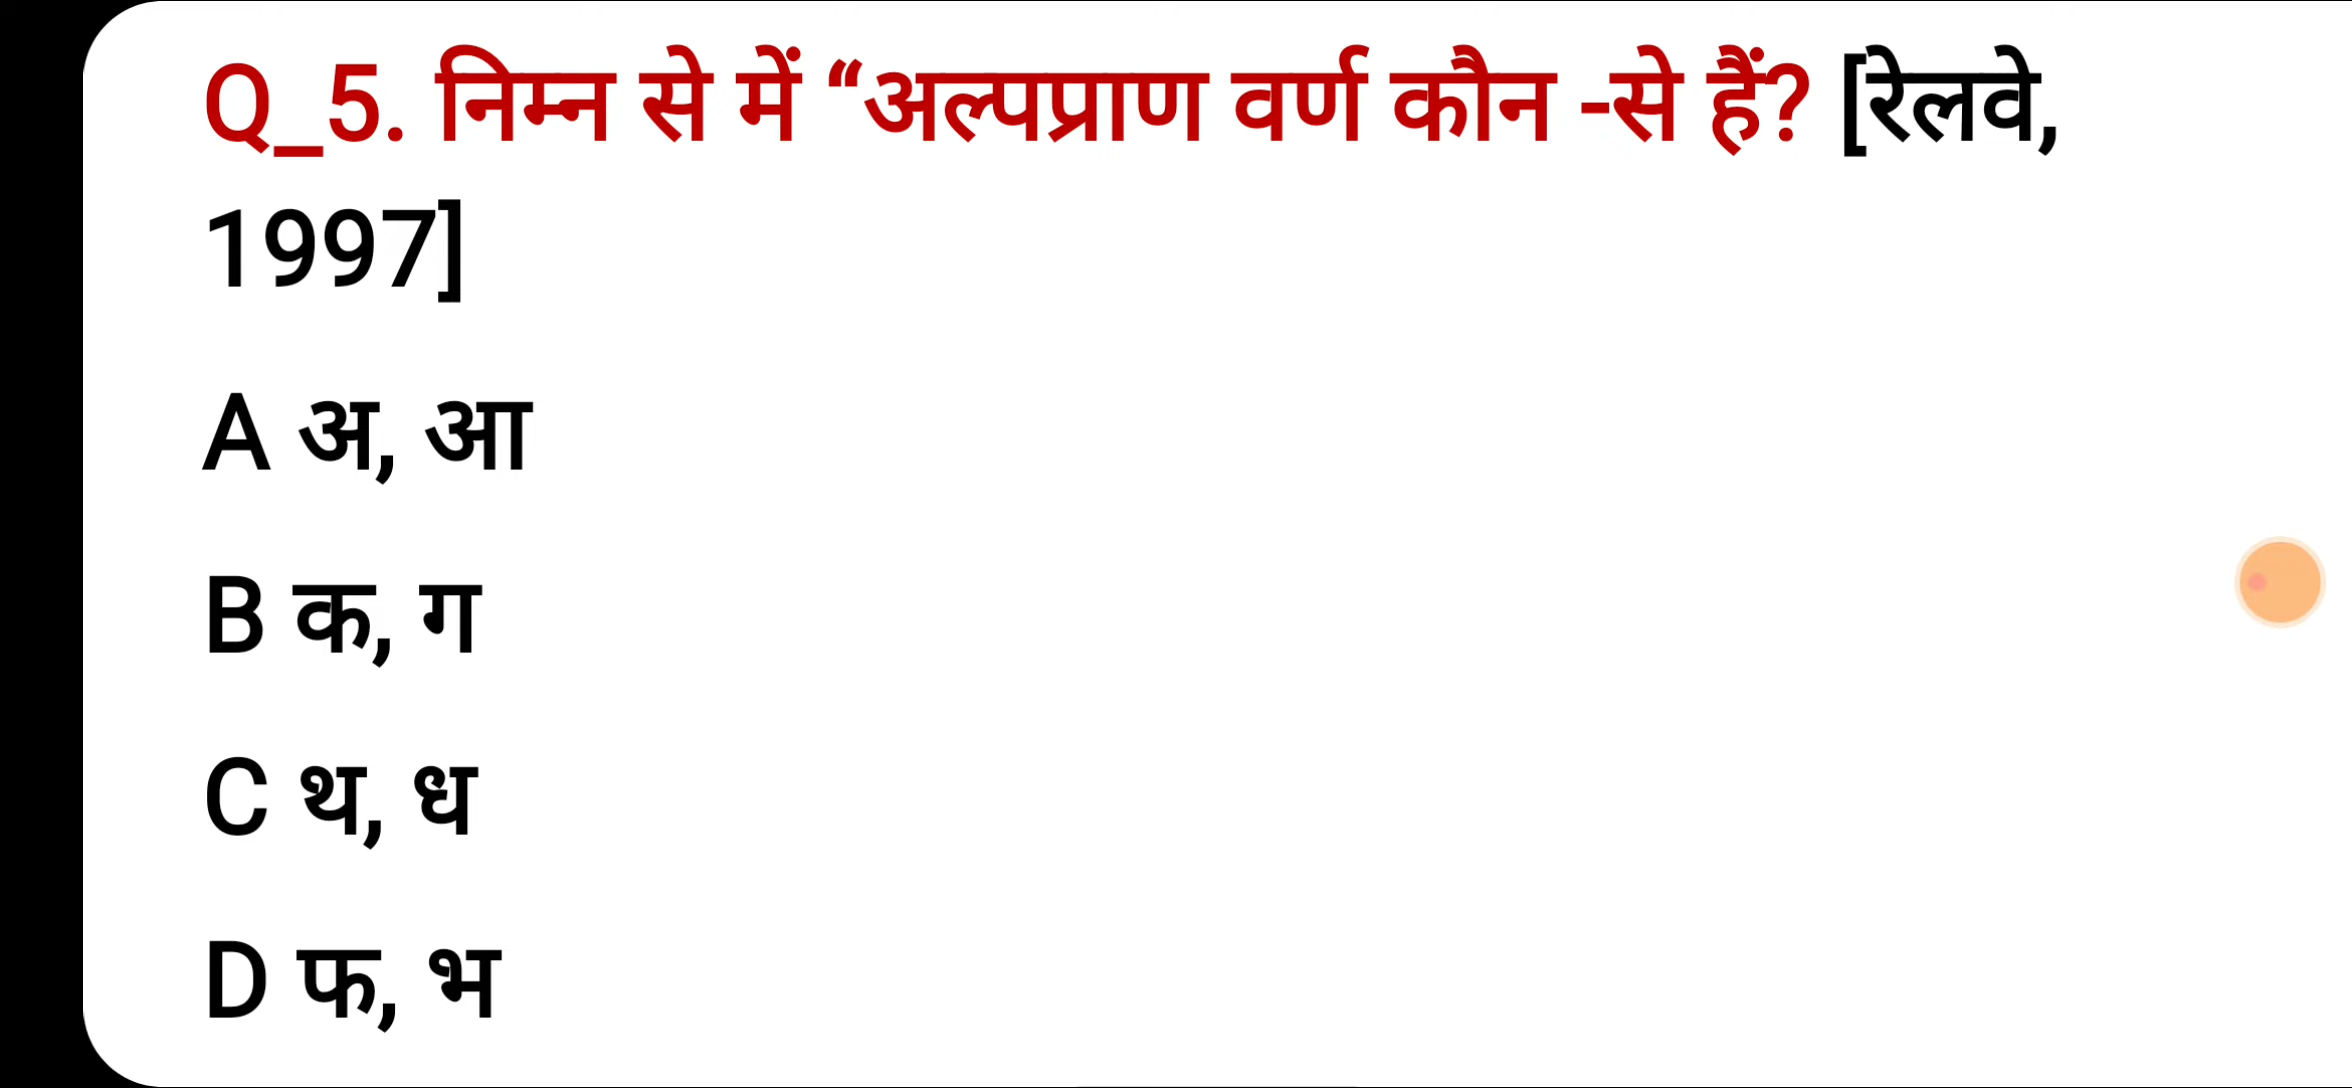 Q_5. निम्न से में “अल्पप्राण वर्ण कौन -से हैं? [रेलवे,
1997]
A अ, आ
B क, ग
C थ, ध
D फ, भ